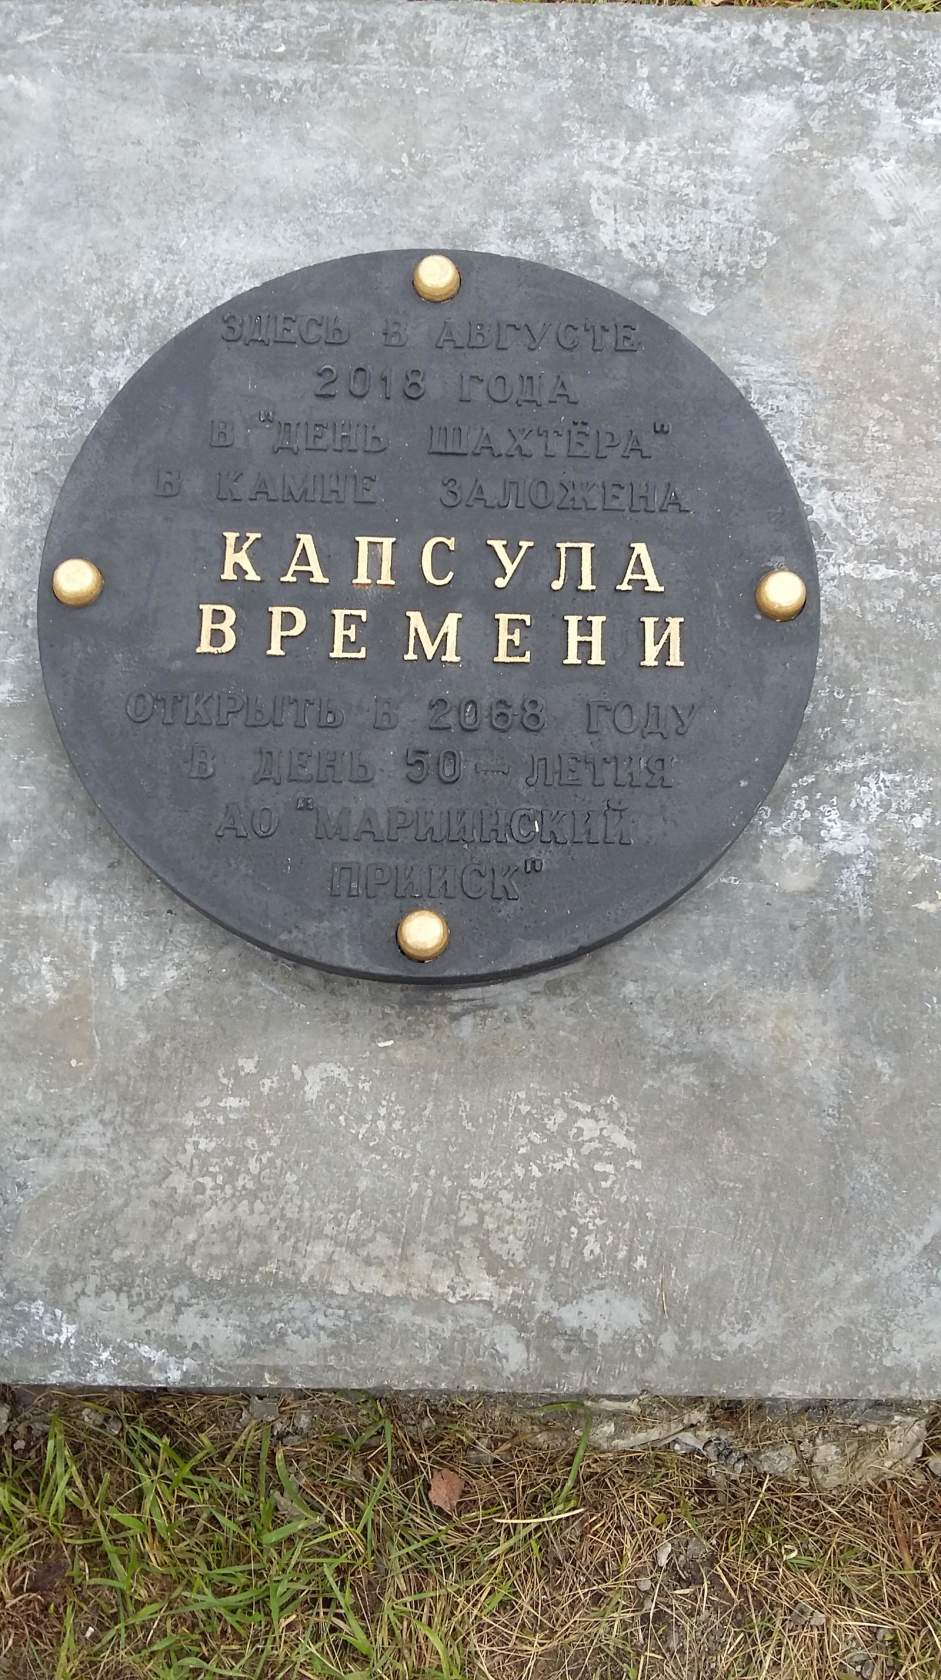 ЗДЕСЬ В АВГУСТЕ
2018 ГОДА
В "ДЕНЬ ШАХТЁРА"
В КАМНЕ ЗАЛОЖЕНА
КАПСУЛА
ВРЕМЕНИ
ОТКРЫТЬ В 2068 ГОДУ
В ДЕНЬ 50-ЛЕТИЯ
АО "МАРИИНСКИЙ
ПРИИСК"